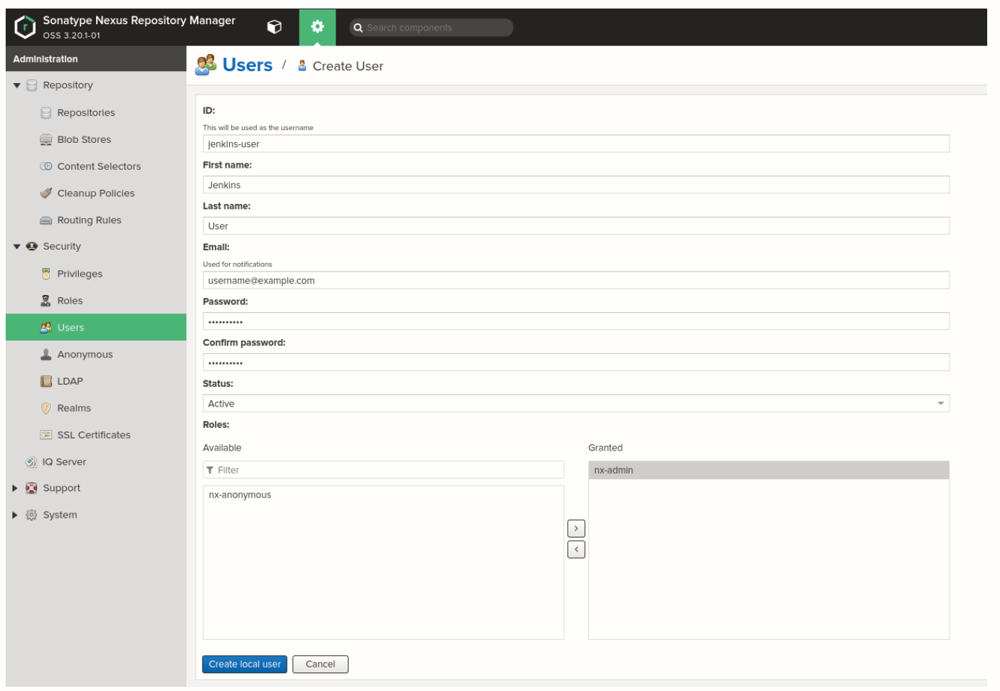 Sonatype Nexus Repository Manager
OSS 3.20.1-01
Search components
Administration
Users / Create User
Repository
Repositories
Blob Stores
Content Selectors
Cleanup Policies
Routing Rules
Security
Privileges
Roles
Users
Anonymous
LDAP
Realms
SSL Certificates
IQ Server
Support
System
ID:
This will be used as the username
jenkins-user
First name:
Jenkins
Last name:
User
Email:
Used for notifications
username@example.com
Password:
••••••••••
Confirm password:
••••••••••
Status:
Active
Roles:
Available
Filter
nx-anonymous
>
<
Granted
nx-admin
Create local user
Cancel